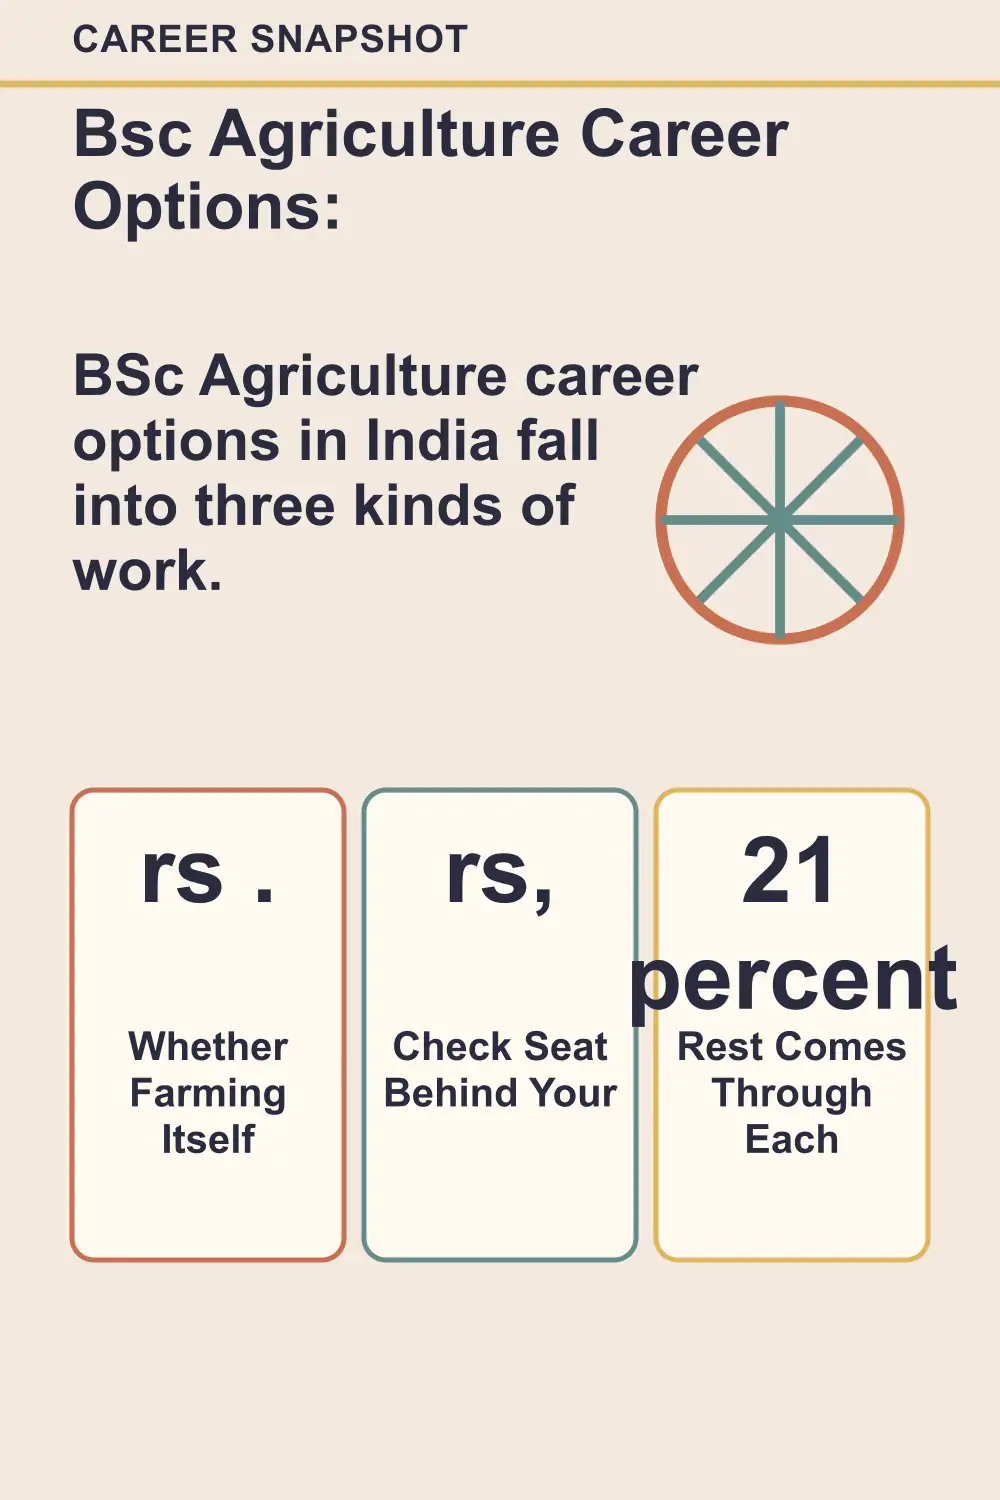 CAREER SNAPSHOT
Bsc Agriculture Career
Options:
BSc Agriculture career
options in India fall
into three kinds of
work.
rs .
Whether
Farming
Itself
rs,
Check Seat
Behind Your
21
percent
Rest Comes
Through
Each